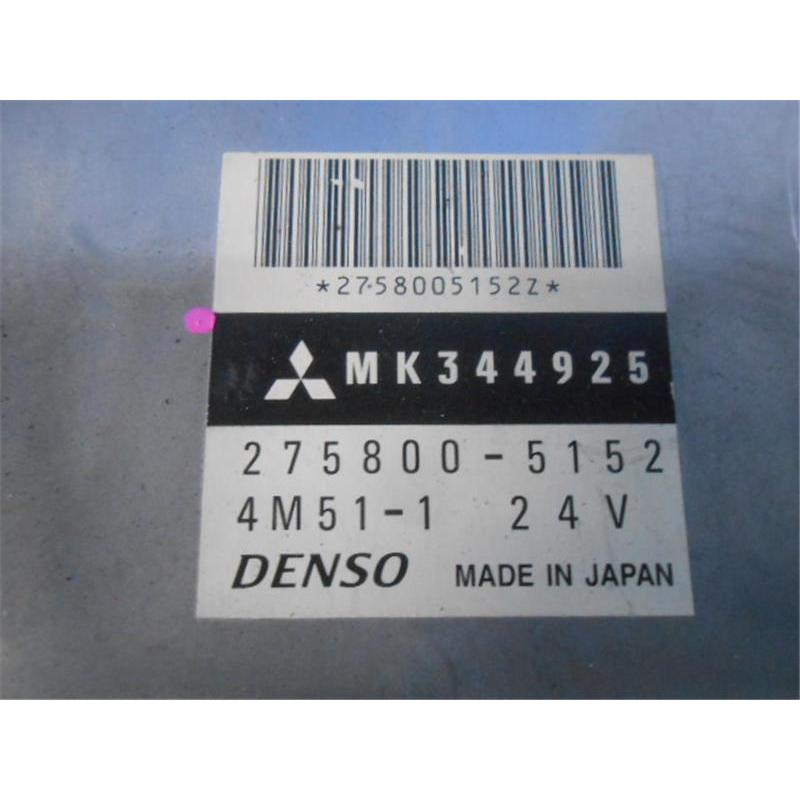 *2758005152Z*
MK344925
275800-5152
4M51-1 24V
DENSO MADE IN JAPAN